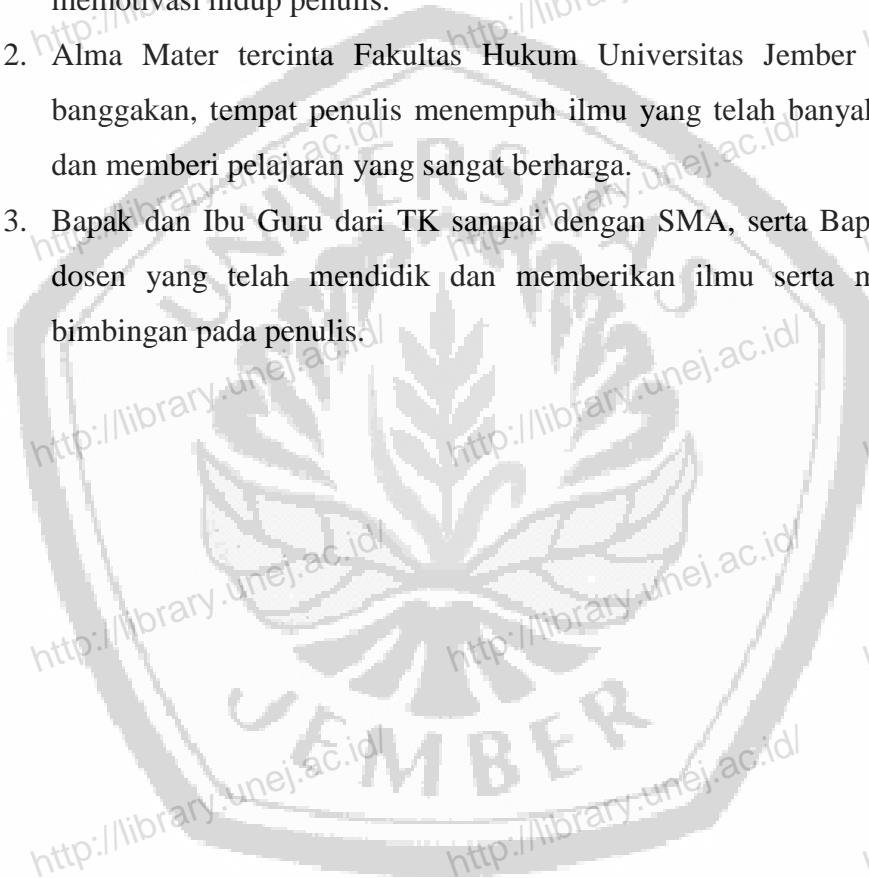 memotivasi hidup penulis.
2. Alma Mater tercinta Fakultas Hukum Universitas Jember
banggakan, tempat penulis menempuh ilmu yang telah banyak
dan memberi pelajaran yang sangat berharga.
3. Bapak dan Ibu Guru dari TK sampai dengan SMA, serta
dosen yang telah mendidik dan memberikan ilmu serta
bimbingan pada penulis.
UNIVERSITAS
JEMBER
http://library.unej.ac.id/
http://library.unej.ac.id/
http://library.unej.ac.id/
http://library.unej.ac.id/
http://library.unej.ac.id/
http://library.unej.ac.id/
http://library.unej.ac.id/
http://library.unej.ac.id/